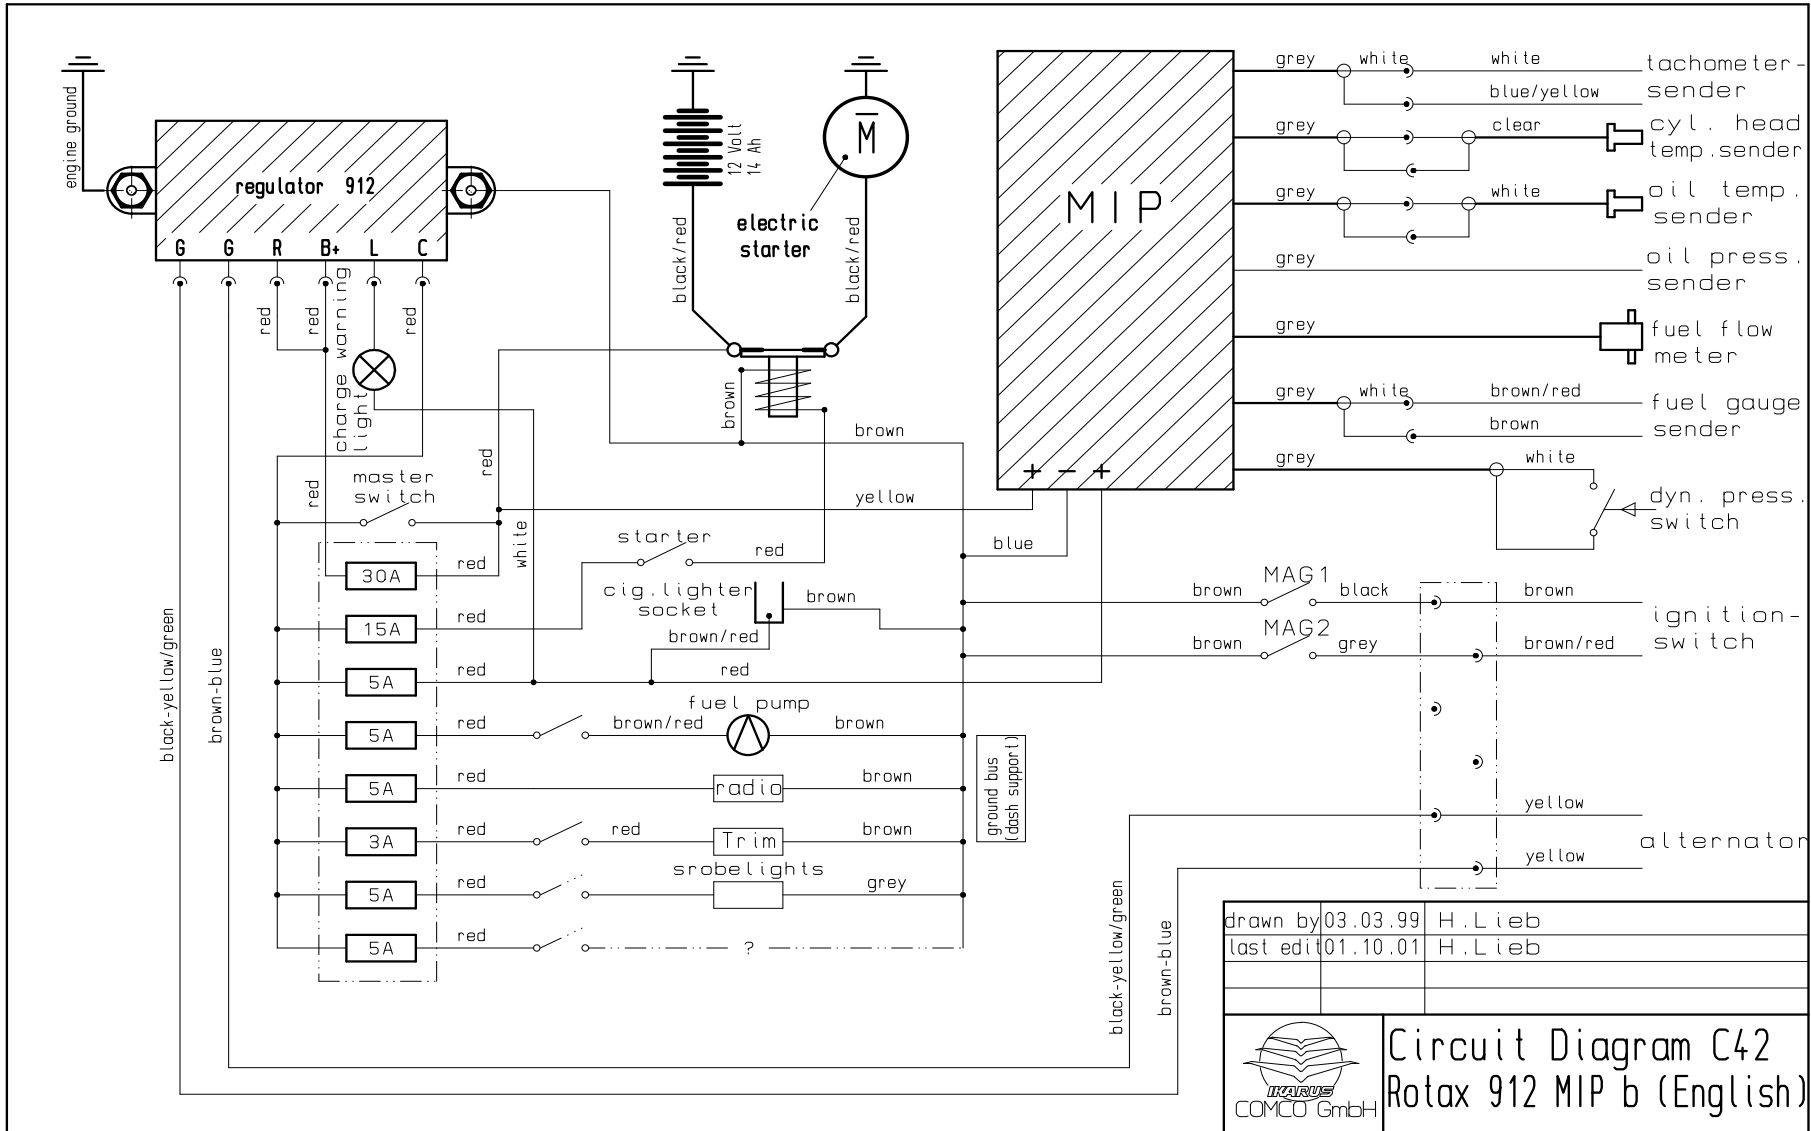 engine ground
regulator 912
G G R B+ L C
red
red
red
charge warning
light
12 Volt
14 Ah
M
electric
starter
black/red
black/red
brown
brown
MIP
+ − +
grey white white
blue/yellow
tachometer-
sender
grey clear
cyl. head
temp.sender
grey white
oil temp.
sender
grey
oil press.
sender
grey
fuel flow
meter
grey white brown/red
brown
fuel gauge
sender
grey white
dyn. press.
switch
red
red
master
switch
yellow
white
blue
starter
red
30A red
cig.lighter
socket
brown
15A red
brown/red
5A red
fuel pump
5A red brown/red brown
5A red radio brown
3A red red Trim brown
srobelights
5A red grey
5A red ?
ground bus
(dash support)
black-yellow/green
brown-blue
brown MAG1 black brown
brown MAG2 grey brown/red
ignition-
switch
yellow
yellow
alternator
black-yellow/green
brown-blue
drawn by 03.03.99 H.Lieb
last edit 01.10.01 H.Lieb
IKARUS
COMCO GmbH
Circuit Diagram C42
Rotax 912 MIP b (English)